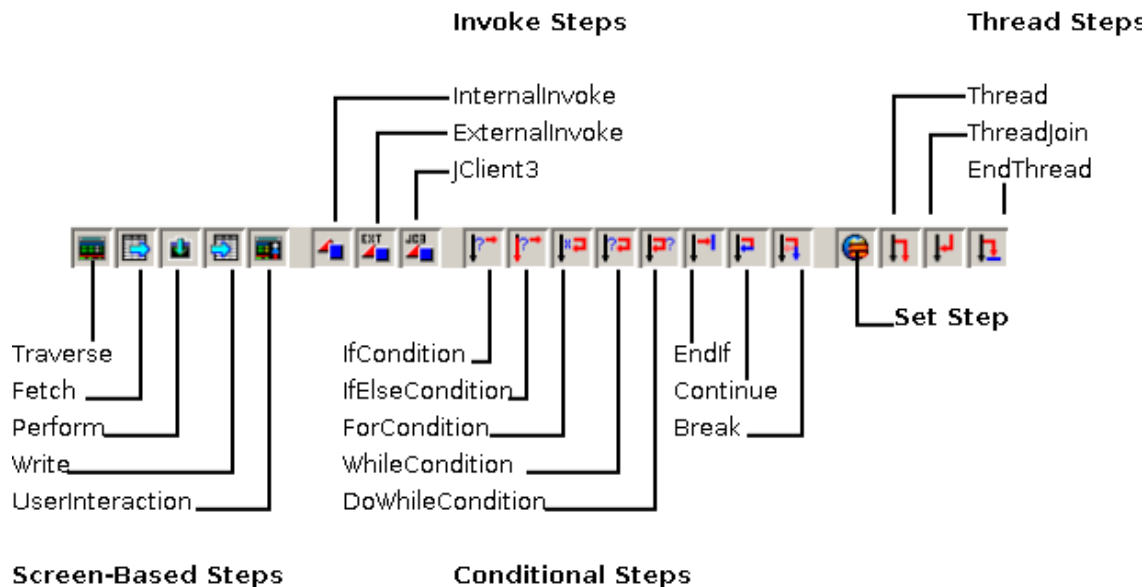 Invoke Steps
Thread Steps
InternalInvoke
ExternalInvoke
JClient3
Thread
ThreadJoin
EndThread
EXT
JC3
Set Step
Traverse
Fetch
Perform
Write
UserInteraction
IfCondition
IfElseCondition
ForCondition
WhileCondition
DoWhileCondition
EndIf
Continue
Break
Screen-Based Steps
Conditional Steps